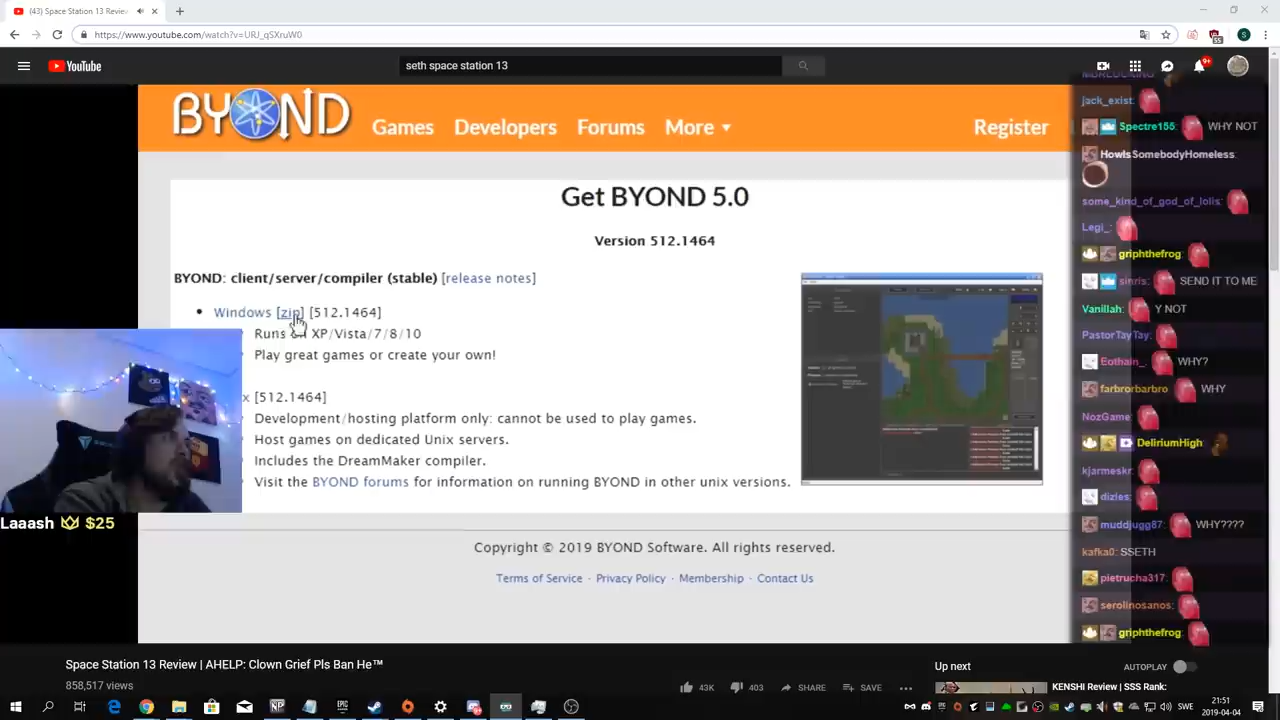 (43) Space Station 13 Review
https://www.youtube.com/watch?v=URJ_qSXruW0
YouTube
seth space station 13
9+
BYOND
Games
Developers
Forums
More
Register
Get BYOND 5.0
Version 512.1464
BYOND: client/server/compiler (stable) [release notes]
Windows [zip] [512.1464]
Runs on XP/Vista/7/8/10
Play great games or create your own!
x [512.1464]
Development/hosting platform only: cannot be used to play games.
Host games on dedicated Unix servers.
Includes the DreamMaker compiler.
Visit the BYOND forums for information on running BYOND in other unix versions.
Copyright © 2019 BYOND Software. All rights reserved.
Terms of Service · Privacy Policy · Membership · Contact Us
Laaash $25
jack_exist:
Spectre155: WHY NOT
HowlsSomebodyHomeless:
some_kind_of_god_of_lolis:
Legi_:
griphthefrog:
sinris: SEND IT TO ME
Vanillah:
PastorTayTay:
Eothain_: WHY?
farbrorbarbro WHY
NozGame:
DeliriumHigh
kjarmeskr:
dizles:
muddjugg87: WHY????
kafka0: SSETH
pietrucha317:
serolinosanos:
griphthefrog:
Space Station 13 Review | AHELP: Clown Grief Pls Ban He™
858,517 views
43K
403
SHARE
SAVE
Up next
AUTOPLAY
KENSHI Review | SSS Rank:
SWE
21:51
2019-04-04